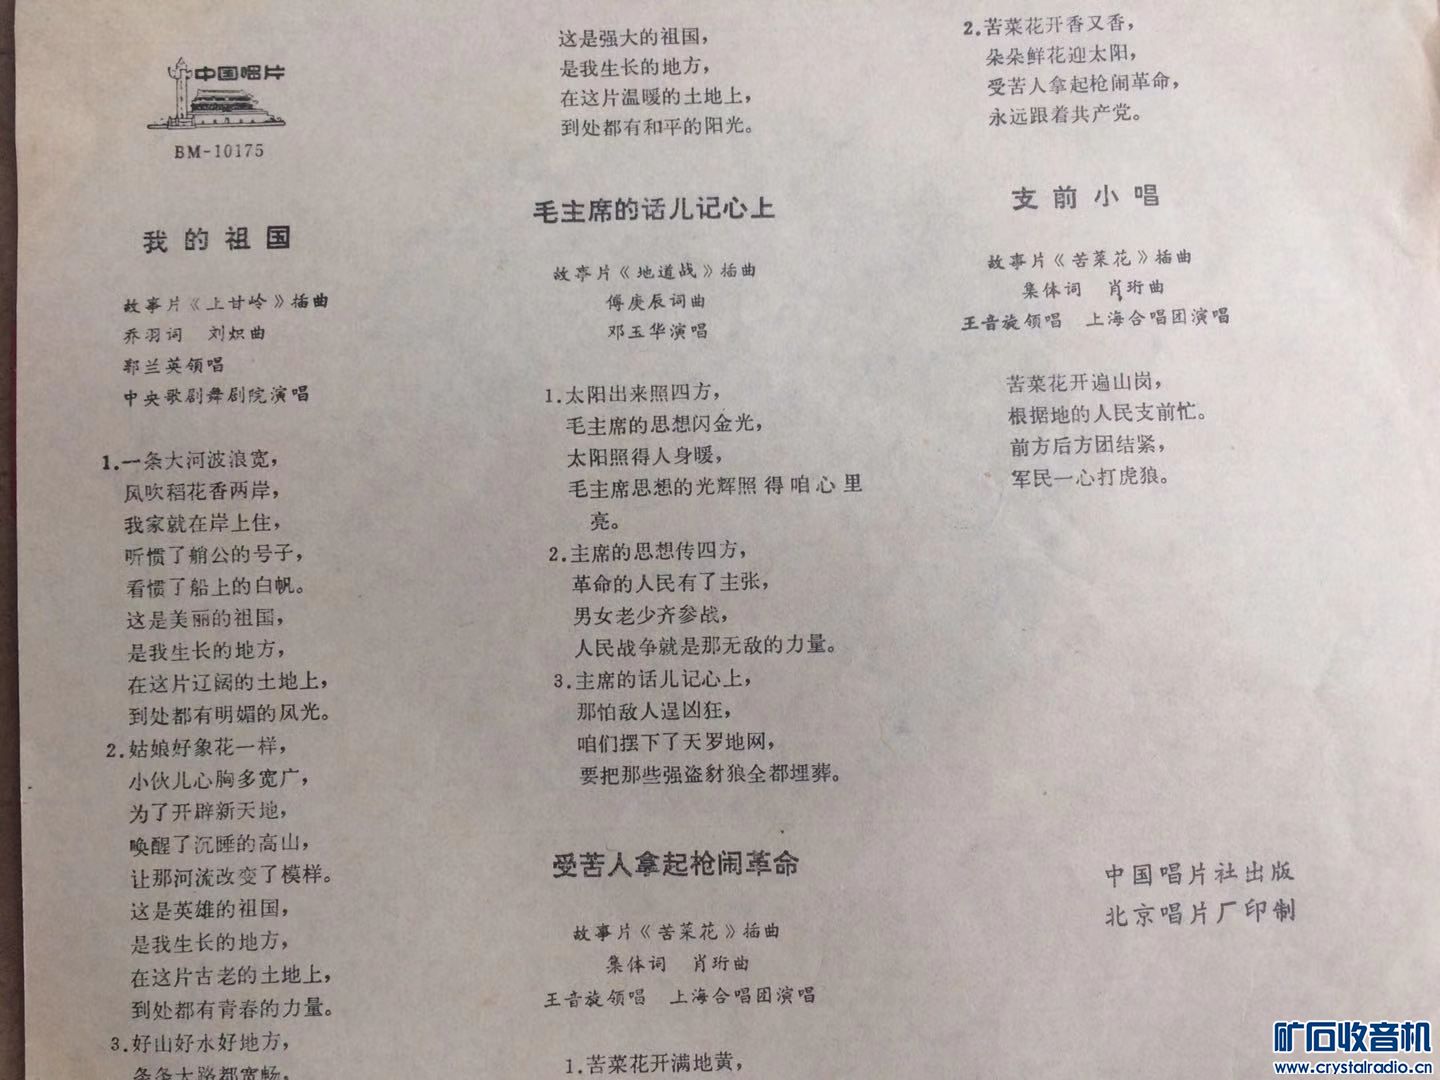 中国唱片
BM-10175
我的祖国
故事片《上甘岭》插曲
乔羽词 刘炽曲
郭兰英领唱
中央歌剧舞剧院演唱
1.一条大河波浪宽，
风吹稻花香两岸，
我家就在岸上住，
听惯了艄公的号子，
看惯了船上的白帆。
这是美丽的祖国，
是我生长的地方，
在这片辽阔的土地上，
到处都有明媚的风光。
2.姑娘好象花一样，
小伙儿心胸多宽广，
为了开辟新天地，
唤醒了沉睡的高山，
让那河流改变了模样。
这是英雄的祖国，
是我生长的地方，
在这片古老的土地上，
到处都有青春的力量。
3.好山好水好地方，
条条大路都宽畅，
这是强大的祖国，
是我生长的地方，
在这片温暖的土地上，
到处都有和平的阳光。
毛主席的话儿记心上
故事片《地道战》插曲
傅庚辰词曲
邓玉华演唱
1.太阳出来照四方，
毛主席的思想闪金光，
太阳照得人身暖，
毛主席思想的光辉照得咱心里
亮。
2.主席的思想传四方，
革命的人民有了主张，
男女老少齐参战，
人民战争就是那无敌的力量。
3.主席的话儿记心上，
那怕敌人逞凶狂，
咱们摆下了天罗地网，
要把那些强盗豺狼全都埋葬。
受苦人拿起枪闹革命
故事片《苦菜花》插曲
集体词 肖珩曲
王音旋领唱 上海合唱团演唱
1.苦菜花开满地黄，
2.苦菜花开香又香，
朵朵鲜花迎太阳，
受苦人拿起枪闹革命，
永远跟着共产党。
支前小唱
故事片《苦菜花》插曲
集体词 肖珩曲
王音旋领唱 上海合唱团演唱
苦菜花开遍山岗，
根据地的人民支前忙。
前方后方团结紧，
军民一心打虎狼。
中国唱片社出版
北京唱片厂印制
矿石收音机
www.crystalradio.cn